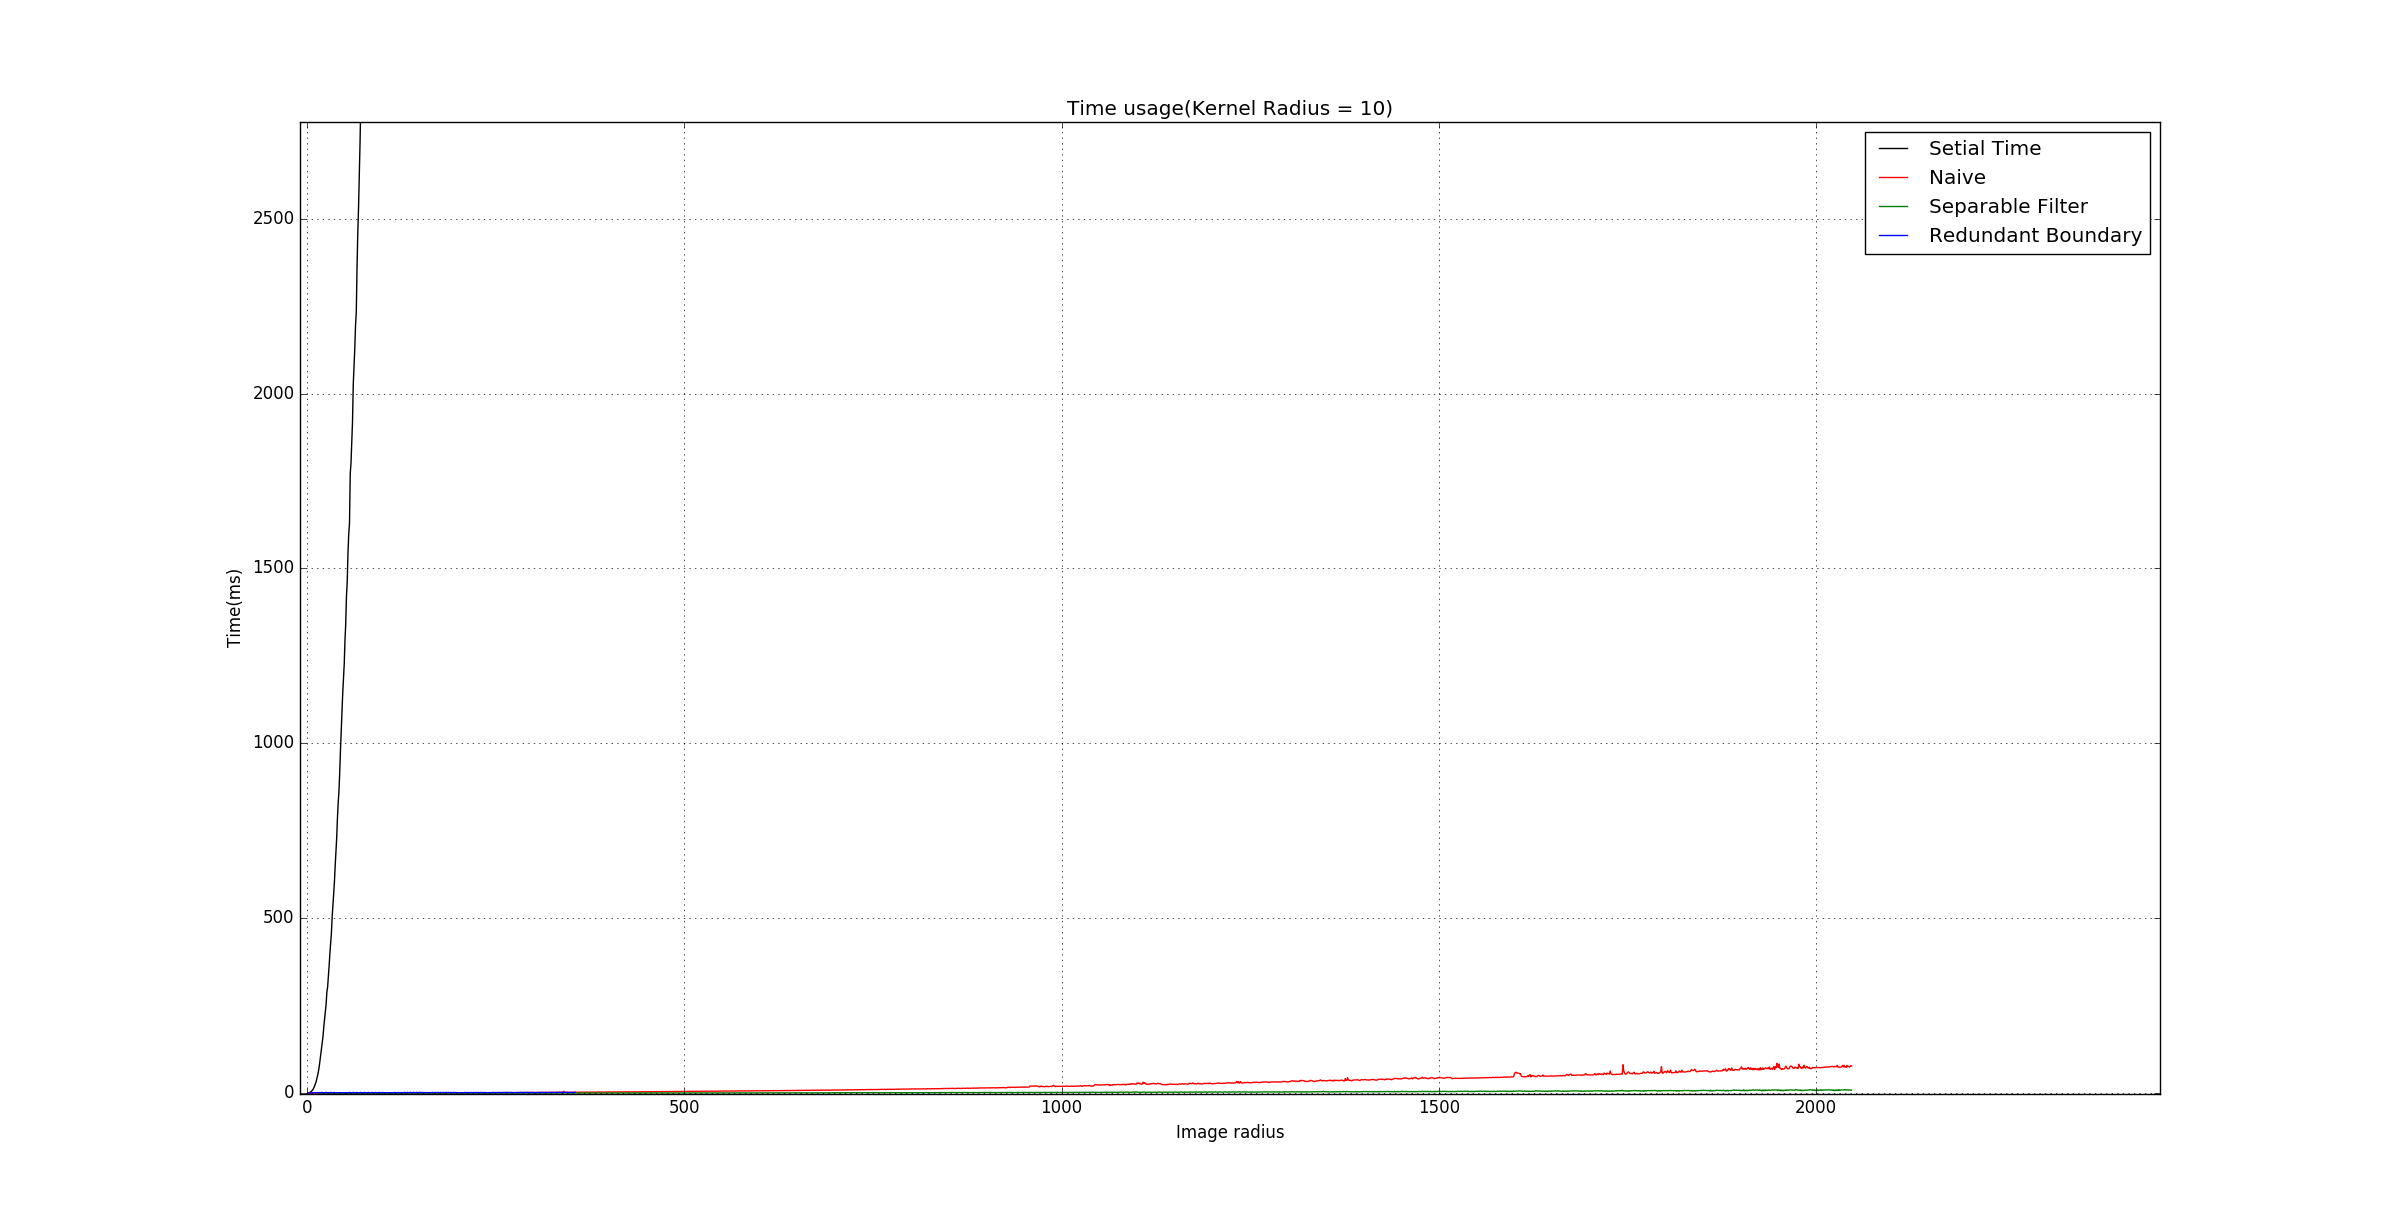 Time usage(Kernel Radius = 10)
Setial Time
Naive
Separable Filter
Redundant Boundary
2500
2000
1500
1000
500
0
Time(ms)
0 500 1000 1500 2000
Image radius